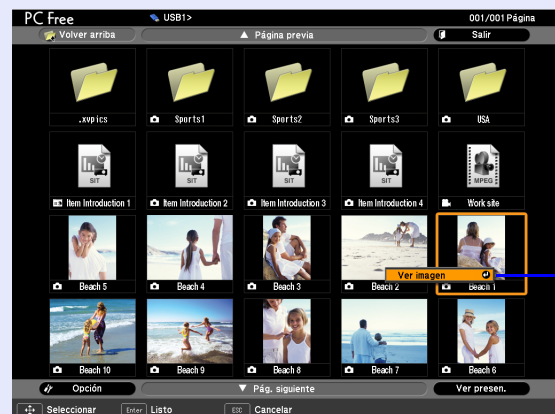 PC Free USB1> 001/001 Página
Volver arriba Página previa Salir
.xvpics Sports1 Sports2 Sports3 USA
SIT SIT SIT SIT MPEG
Item Introduction 1 Item Introduction 2 Item Introduction 3 Item Introduction 4 Work site
Ver imagen
Beach 5 Beach 4 Beach 3 Beach 2 Beach 1
Beach 10 Beach 9 Beach 8 Beach 7 Beach 6
Opción Pág. siguiente Ver presen.
Seleccionar Enter Listo ESC Cancelar